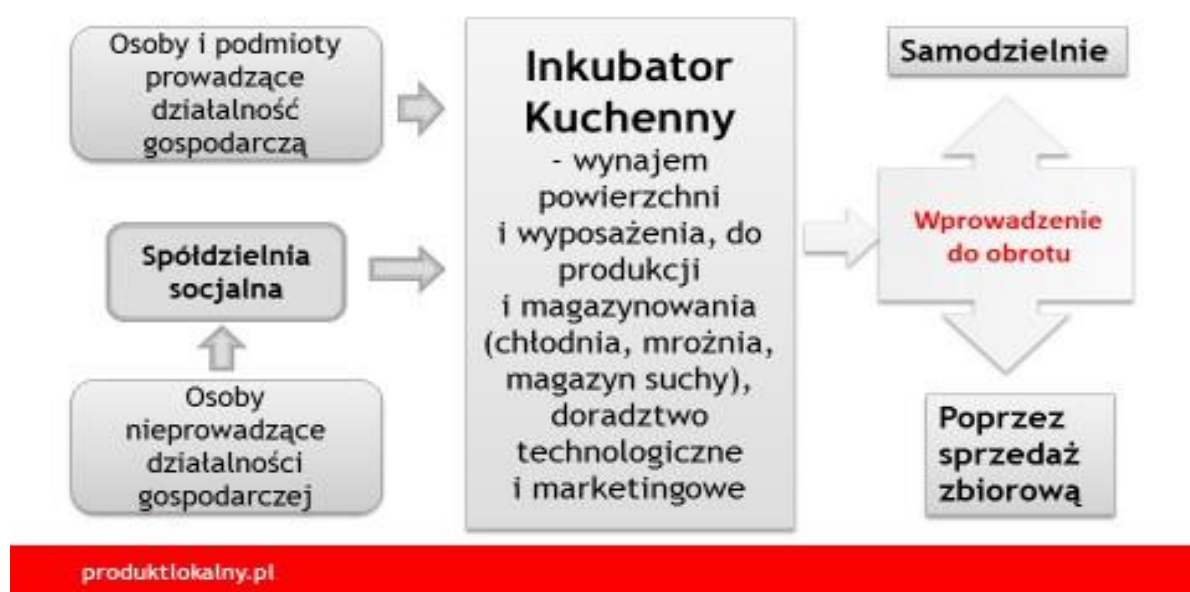 Osoby i podmioty
prowadzące
działalność
gospodarczą
Spółdzielnia
socjalna
Osoby
nieprowadzące
działalności
gospodarczej
Inkubator
Kuchenny
- wynajem
powierzchni
i wyposażenia, do
produkcji
i magazynowania
(chłodnia, mroźnia,
magazyn suchy),
doradztwo
technologiczne
i marketingowe
Samodzielnie
Wprowadzenie
do obrotu
Poprzez
sprzedaż
zbiorową
produktlokalny.pl